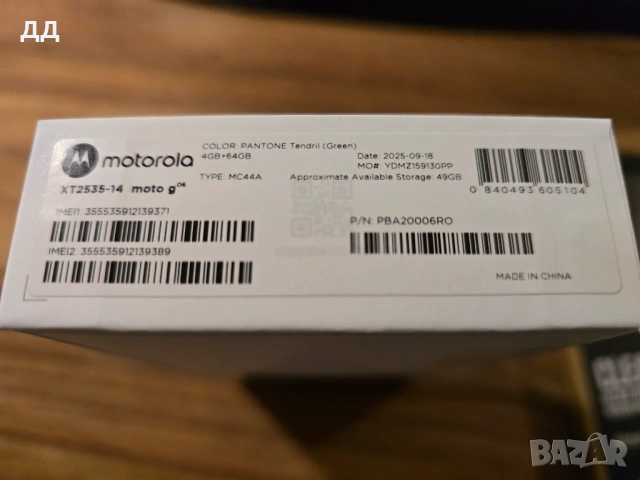 ДД
motorola
COLOR: PANTONE Tendril (Green)
4GB+64GB
Date: 2025-09-18
MO#: YDMZ159130PP
TYPE: MC44A
Approximate Available Storage: 49GB
0 840493 605104
XT2535-14 moto g06
IMEI1: 355535912139371
P/N: PBA20006RO
IMEI2: 355535912139389
MADE IN CHINA
BAZAR